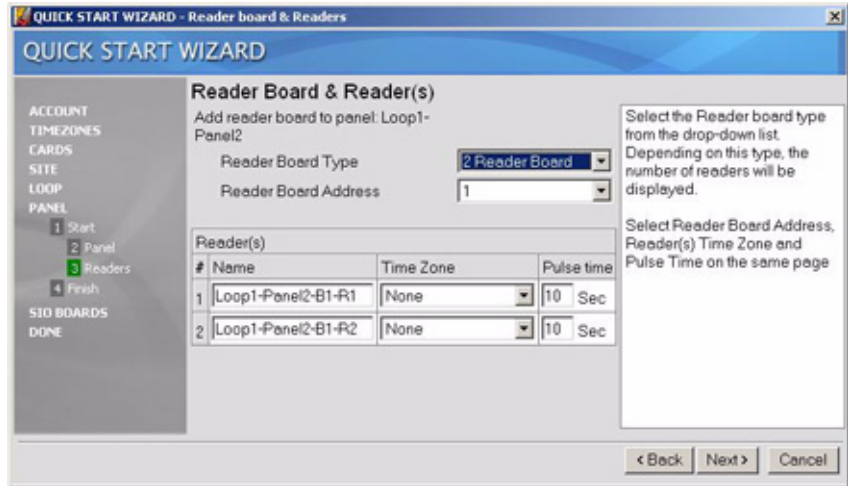 QUICK START WIZARD - Reader board & Readers
QUICK START WIZARD
ACCOUNT
TIMEZONES
CARDS
SITE
LOOP
PANEL
1 Start
2 Panel
3 Readers
4 Finish
SIO BOARDS
DONE
Reader Board & Reader(s)
Add reader board to panel: Loop1-
Panel2
Reader Board Type 2 Reader Board
Reader Board Address 1
Reader(s)
# Name Time Zone Pulse time
1 Loop1-Panel2-B1-R1 None 10 Sec
2 Loop1-Panel2-B1-R2 None 10 Sec
Select the Reader board type
from the drop-down list.
Depending on this type, the
number of readers will be
displayed.
Select Reader Board Address,
Reader(s) Time Zone and
Pulse Time on the same page
< Back Next > Cancel